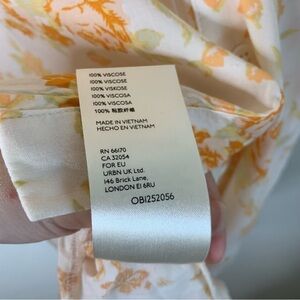 100% VISCOSE
100% VISCOSE
100% VISKOSE
100% VISCOSA
100% VISCOSA
100% 粘胶纤维
MADE IN VIETNAM
HECHO EN VIETNAM
RN 66170
CA 32054
FOR EU
URBN UK Ltd.
146 Brick Lane,
LONDON E1 6RU
OB1252056